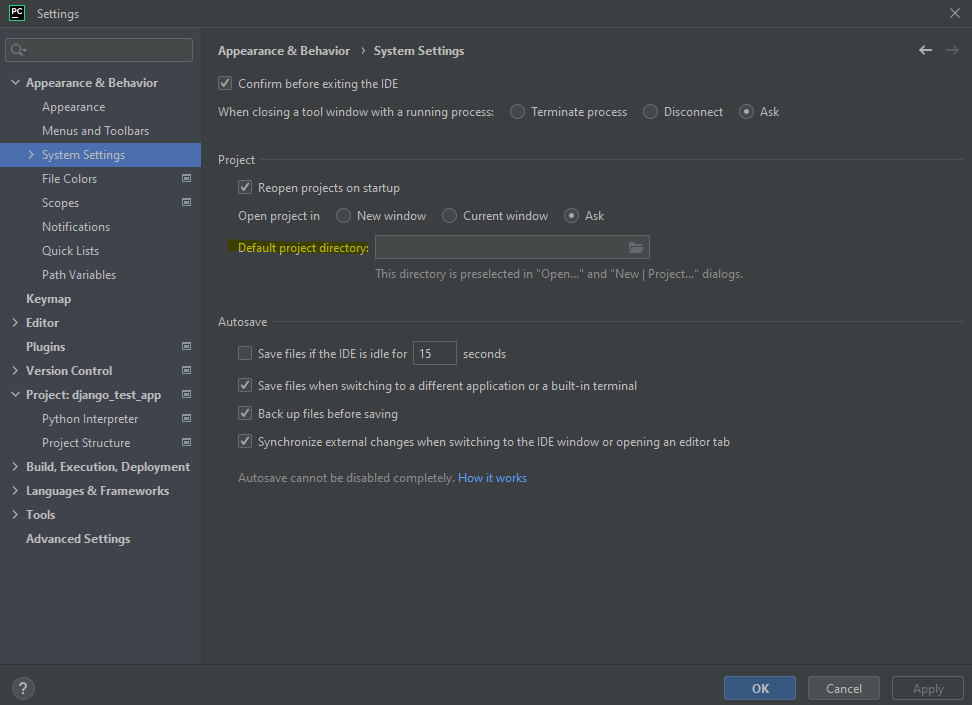 PC Settings
Appearance & Behavior
Appearance
Menus and Toolbars
System Settings
File Colors
Scopes
Notifications
Quick Lists
Path Variables
Keymap
Editor
Plugins
Version Control
Project: django_test_app
Python Interpreter
Project Structure
Build, Execution, Deployment
Languages & Frameworks
Tools
Advanced Settings
Appearance & Behavior › System Settings
Confirm before exiting the IDE
When closing a tool window with a running process: Terminate process Disconnect Ask
Project
Reopen projects on startup
Open project in New window Current window Ask
Default project directory:
This directory is preselected in "Open..." and "New | Project..." dialogs.
Autosave
Save files if the IDE is idle for 15 seconds
Save files when switching to a different application or a built-in terminal
Back up files before saving
Synchronize external changes when switching to the IDE window or opening an editor tab
Autosave cannot be disabled completely. How it works
? OK Cancel Apply